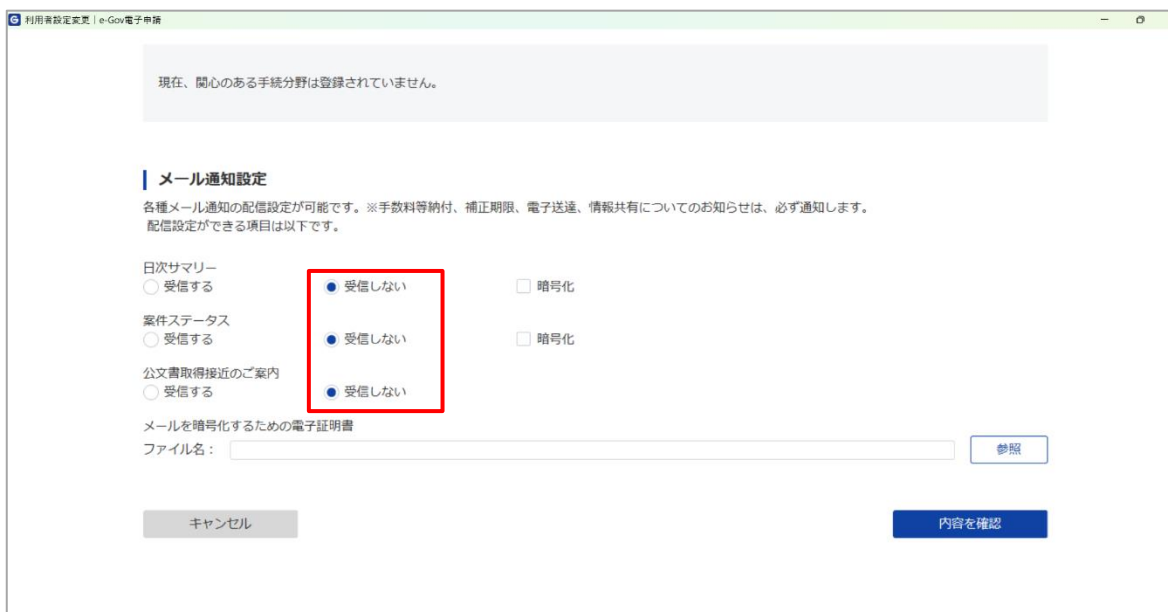 利用者設定変更｜e-Gov電子申請
現在、関心のある手続分野は登録されていません。
メール通知設定
各種メール通知の配信設定が可能です。※手数料等納付、補正期限、電子送達、情報共有についてのお知らせは、必ず通知します。
配信設定ができる項目は以下です。
日次サマリー
受信する 受信しない 暗号化
案件ステータス
受信する 受信しない 暗号化
公文書取得接近のご案内
受信する 受信しない
メールを暗号化するための電子証明書
ファイル名： 参照
キャンセル 内容を確認